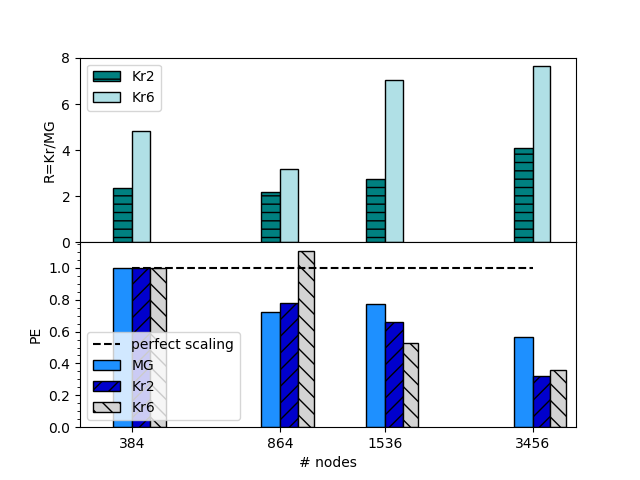 8
Kr2
Kr6
6
R=Kr/MG
4
2
0
1.0
0.8
PE
0.6
perfect scaling
0.4
MG
Kr2
0.2
Kr6
0.0
384 864 1536 3456
# nodes